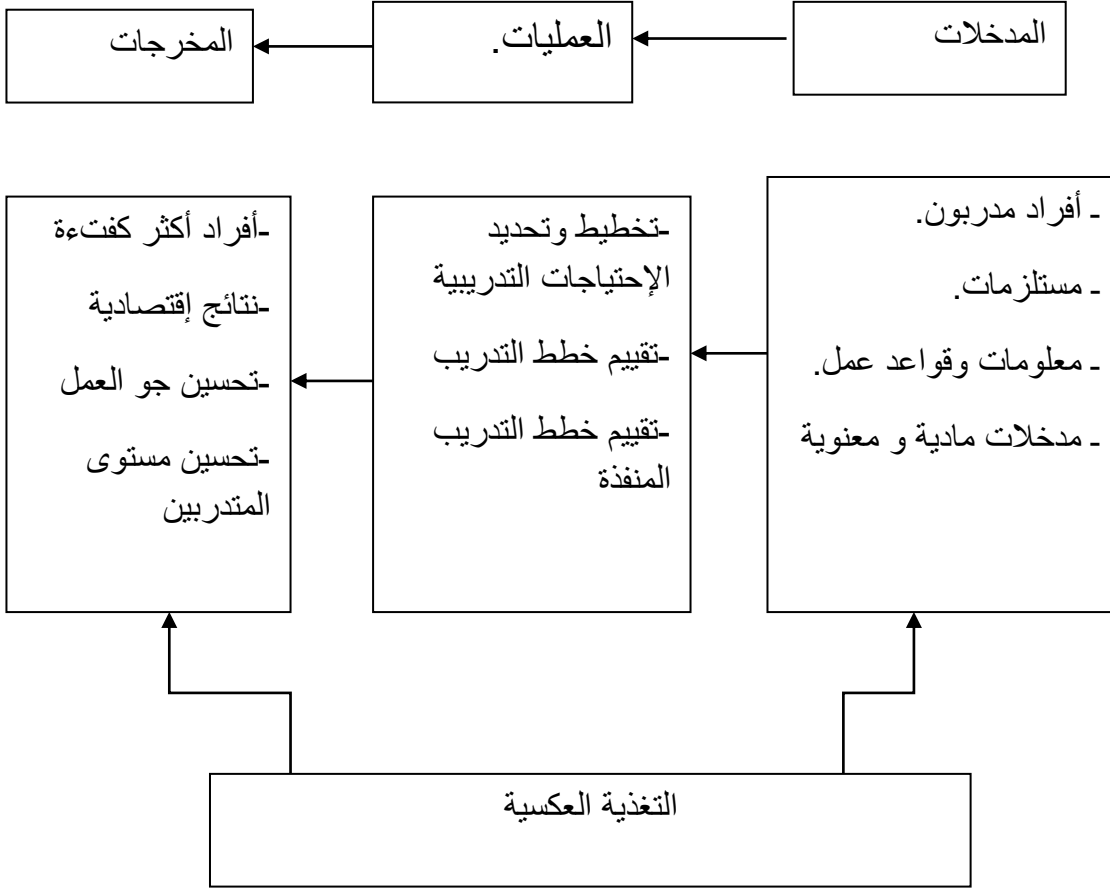 المدخلات
العمليات.
المخرجات
ـ أفراد مدربون.
ـ مستلزمات.
ـ معلومات وقواعد عمل.
ـ مدخلات مادية و معنوية
-تخطيط وتحديد
الإحتياجات التدريبية
-تقييم خطط التدريب
-تقييم خطط التدريب
المنفذة
-أفراد أكثر كفتءة
-نتائج إقتصادية
-تحسين جو العمل
-تحسين مستوى
المتدربين
التغذية العكسية